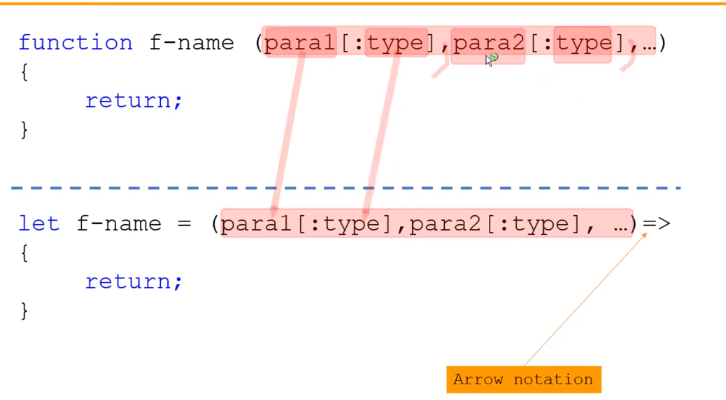 function f-name (para1[:type],para2[:type],…)
{
return;
}
let f-name = (para1[:type],para2[:type], …)=>
{
return;
}
Arrow notation